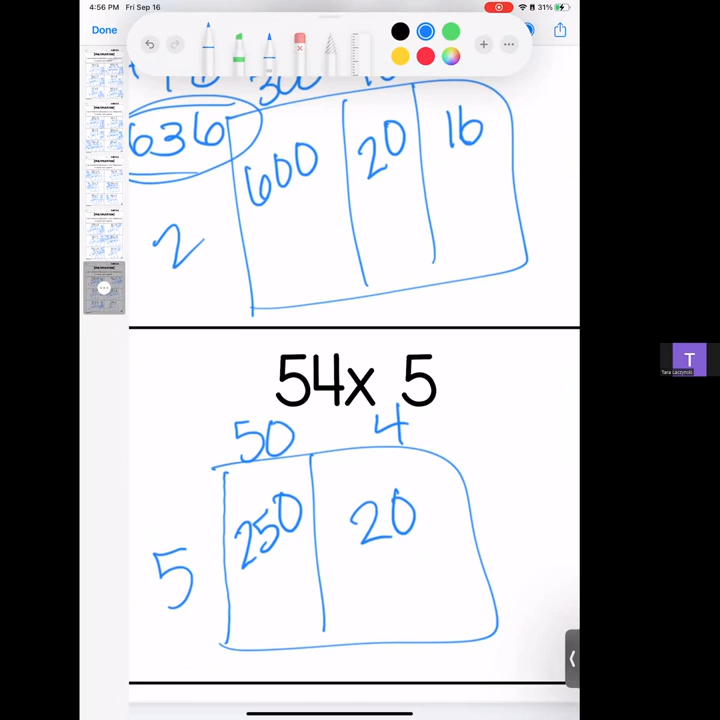 4:56 PM Fri Sep 16
31%
Done
636
600
20
16
2
54x 5
50
4
250
20
5
T
Tara Laczynski